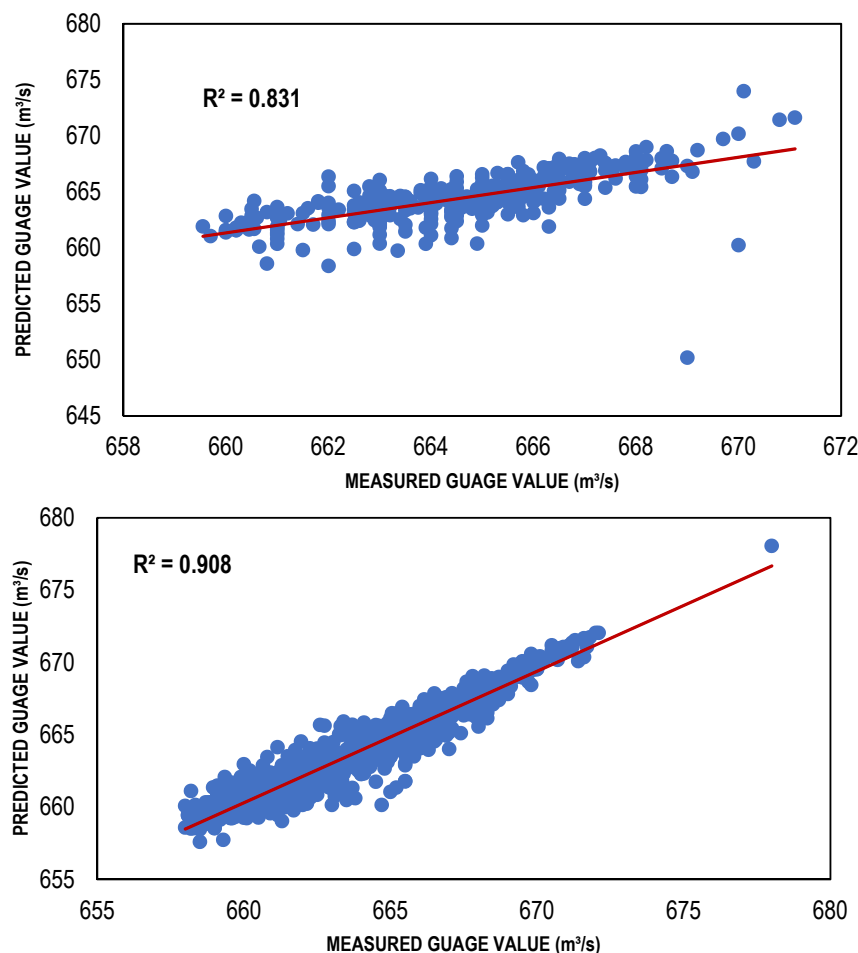 680
675
670
665
660
655
650
645
PREDICTED GUAGE VALUE (m³/s)
R² = 0.831
658 660 662 664 666 668 670 672
MEASURED GUAGE VALUE (m³/s)
680
675
670
665
660
655
PREDICTED GUAGE VALUE (m³/s)
R² = 0.908
655 660 665 670 675 680
MEASURED GUAGE VALUE (m³/s)